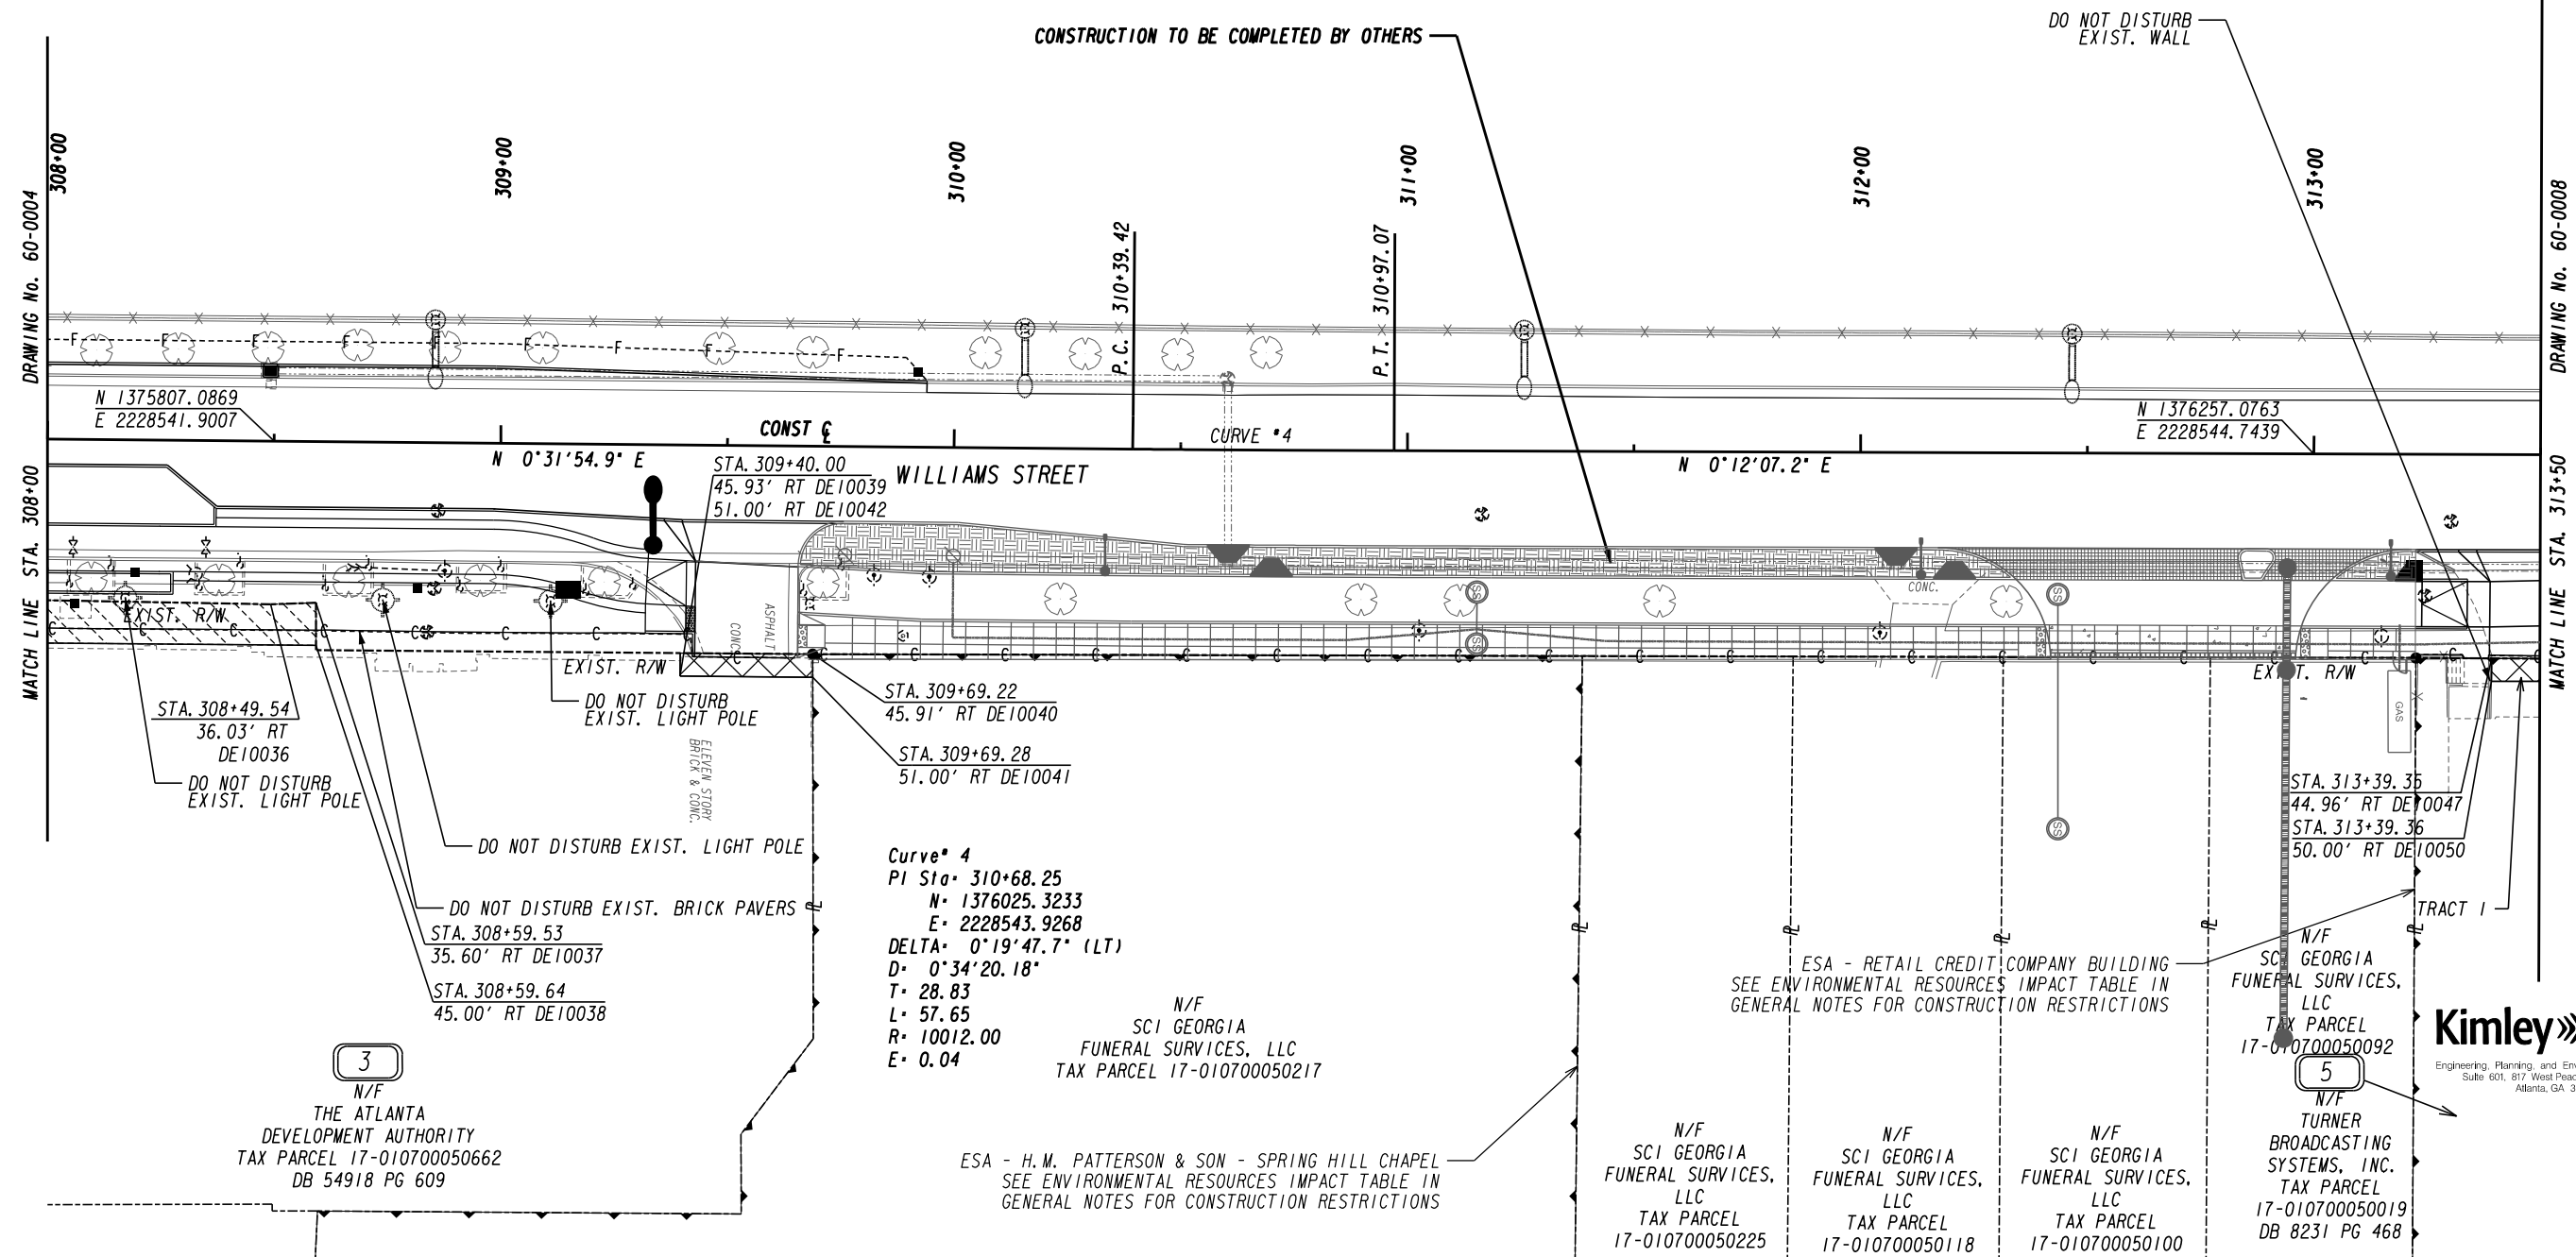 CONSTRUCTION TO BE COMPLETED BY OTHERS
DO NOT DISTURB
EXIST. WALL
308+00
309+00
310+00
311+00
312+00
313+00
P.C. 310+39.42
P.T. 310+97.07
DRAWING No. 60-0004
MATCH LINE STA. 308+00
DRAWING No. 60-0008
MATCH LINE STA. 313+50
F F F F F F F F F
N 1375807.0869
E 2228541.9007
CONST ℄
CURVE #4
N 1376257.0763
E 2228544.7439
N 0°31'54.9" E
WILLIAMS STREET
N 0°12'07.2" E
STA. 309+40.00
45.93' RT DE10039
51.00' RT DE10042
EXIST. R/W
EXIST. R/W
CONC.
ASPHALT
CONC.
SS
SS
SS
SS
EXIST. R/W
GAS
STA. 308+49.54
36.03' RT
DE10036
DO NOT DISTURB
EXIST. LIGHT POLE
DO NOT DISTURB
EXIST. LIGHT POLE
ELEVEN STORY
BRICK & CONC.
STA. 309+69.22
45.91' RT DE10040
STA. 309+69.28
51.00' RT DE10041
STA. 313+39.35
44.96' RT DE10047
STA. 313+39.36
50.00' RT DE10050
DO NOT DISTURB EXIST. LIGHT POLE
DO NOT DISTURB EXIST. BRICK PAVERS
STA. 308+59.53
35.60' RT DE10037
STA. 308+59.64
45.00' RT DE10038
Curve# 4
PI Sta= 310+68.25
N= 1376025.3233
E= 2228543.9268
DELTA= 0°19'47.7" (LT)
D= 0°34'20.18"
T= 28.83
L= 57.65
R= 10012.00
E= 0.04
TRACT 1
ESA - RETAIL CREDIT COMPANY BUILDING
SEE ENVIRONMENTAL RESOURCES IMPACT TABLE IN
GENERAL NOTES FOR CONSTRUCTION RESTRICTIONS
N/F
SCI GEORGIA
FUNERAL SURVICES,
LLC
TAX PARCEL
17-010700050092
N/F
SCI GEORGIA
FUNERAL SURVICES, LLC
TAX PARCEL 17-010700050217
3
N/F
THE ATLANTA
DEVELOPMENT AUTHORITY
TAX PARCEL 17-010700050662
DB 54918 PG 609
ESA - H.M. PATTERSON & SON - SPRING HILL CHAPEL
SEE ENVIRONMENTAL RESOURCES IMPACT TABLE IN
GENERAL NOTES FOR CONSTRUCTION RESTRICTIONS
N/F
SCI GEORGIA
FUNERAL SURVICES,
LLC
TAX PARCEL
17-010700050225
N/F
SCI GEORGIA
FUNERAL SURVICES,
LLC
TAX PARCEL
17-010700050118
N/F
SCI GEORGIA
FUNERAL SURVICES,
LLC
TAX PARCEL
17-010700050100
5
N/F
TURNER
BROADCASTING
SYSTEMS, INC.
TAX PARCEL
17-010700050019
DB 8231 PG 468
Kimley»
Engineering, Planning, and
Suite 601, 817 West
Atlanta, GA 3